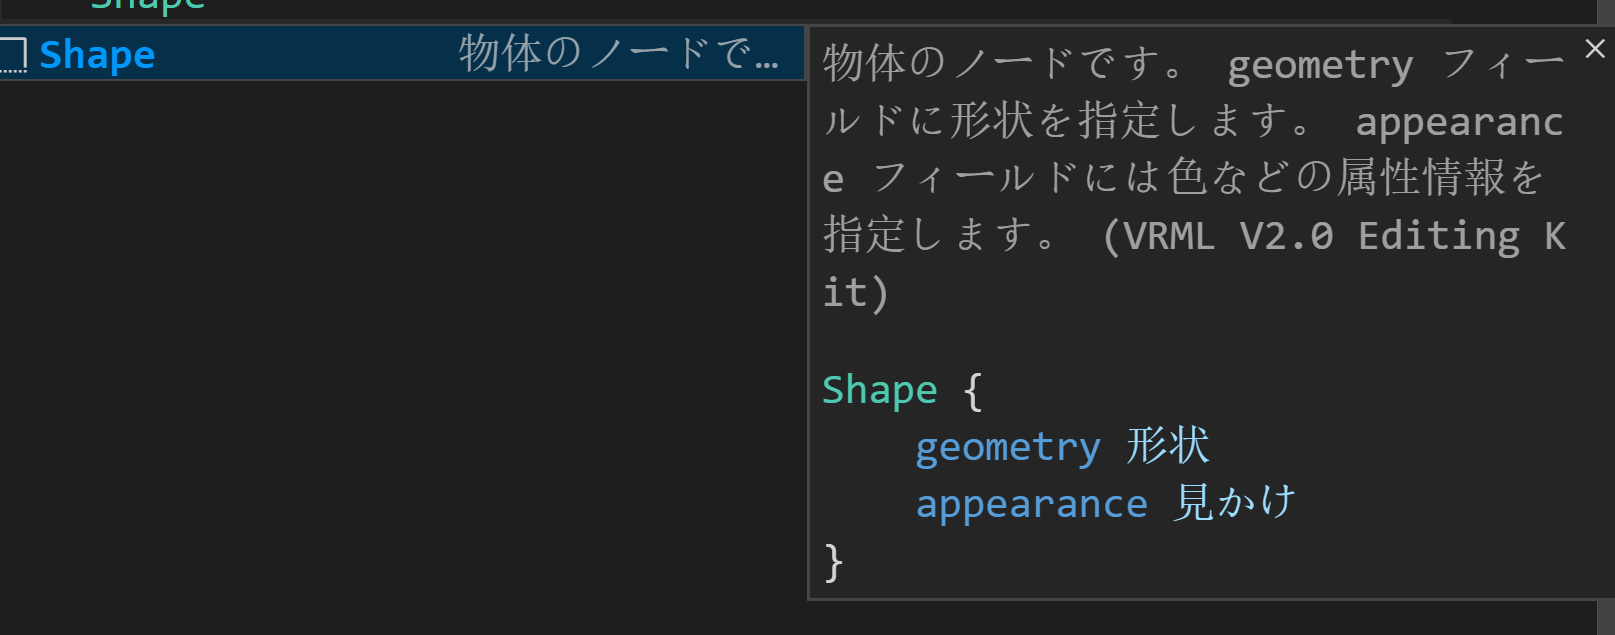 Shape
Shape 物体のノードで…
物体のノードです。 geometry フィー
ルドに形状を指定します。 appearanc
e フィールドには色などの属性情報を
指定します。 (VRML V2.0 Editing K
it)
Shape {
geometry 形状
appearance 見かけ
}